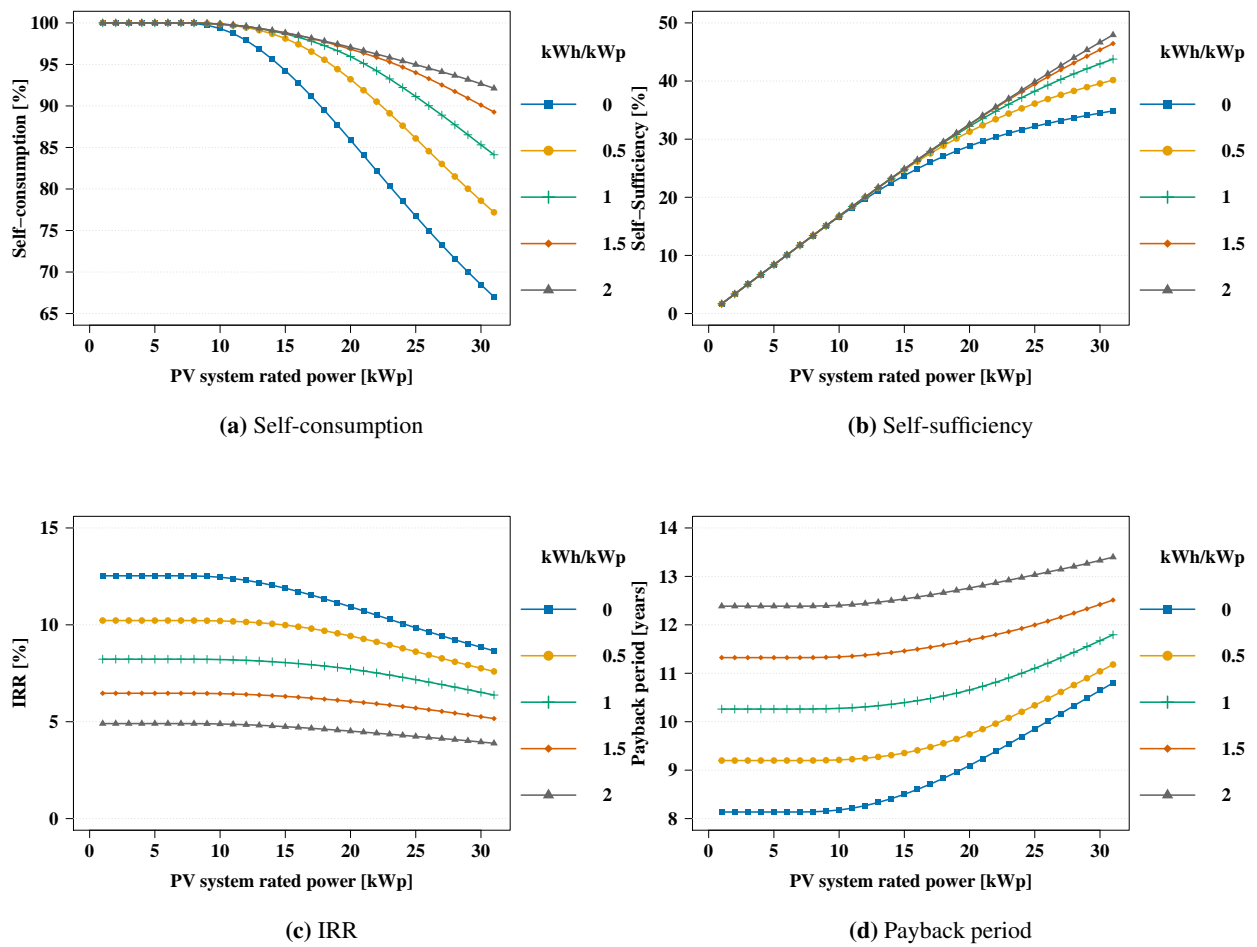 Self−consumption [%]
100
95
90
85
80
75
70
65
0 5 10 15 20 25 30
PV system rated power [kWp]
kWh/kWp
0
0.5
1
1.5
2
(a) Self-consumption
Self−Sufficiency [%]
50
40
30
20
10
0
0 5 10 15 20 25 30
PV system rated power [kWp]
kWh/kWp
0
0.5
1
1.5
2
(b) Self-sufficiency
IRR [%]
15
10
5
0
0 5 10 15 20 25 30
PV system rated power [kWp]
kWh/kWp
0
0.5
1
1.5
2
(c) IRR
Payback period [years]
14
13
12
11
10
9
8
0 5 10 15 20 25 30
PV system rated power [kWp]
kWh/kWp
0
0.5
1
1.5
2
(d) Payback period